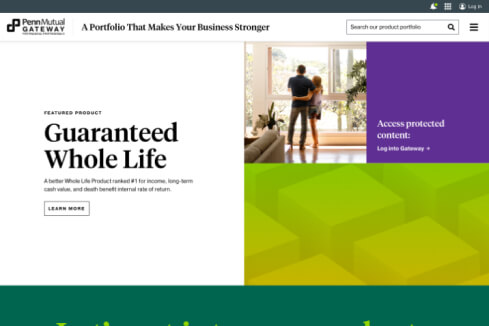 Log in
PennMutual
GATEWAY
A Portfolio That Makes Your Business Stronger
Search our product portfolio
FEATURED PRODUCT
Guaranteed
Whole Life
A better Whole Life Product ranked #1 for income, long-term
cash value, and death benefit internal rate of return.
LEARN MORE
Access protected
content:
Log into Gateway →